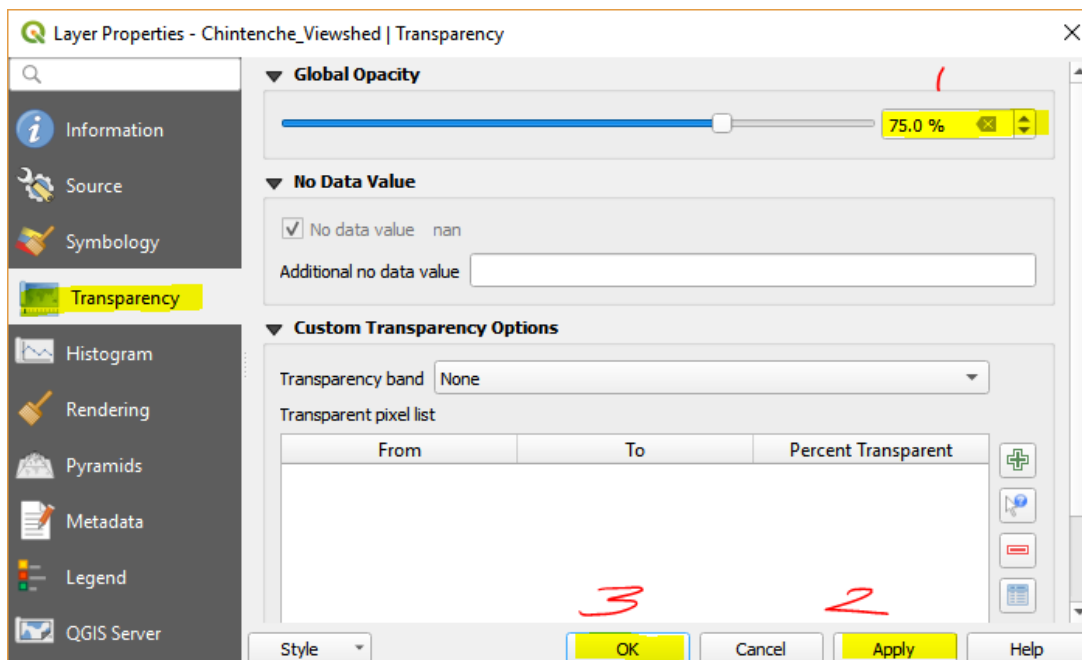 Layer Properties - Chintenche_Viewshed | Transparency
Information
Source
Symbology
Transparency
Histogram
Rendering
Pyramids
Metadata
Legend
QGIS Server
Global Opacity
1
75.0 %
No Data Value
No data value nan
Additional no data value
Custom Transparency Options
Transparency band None
Transparent pixel list
From To Percent Transparent
3 2
Style OK Cancel Apply Help